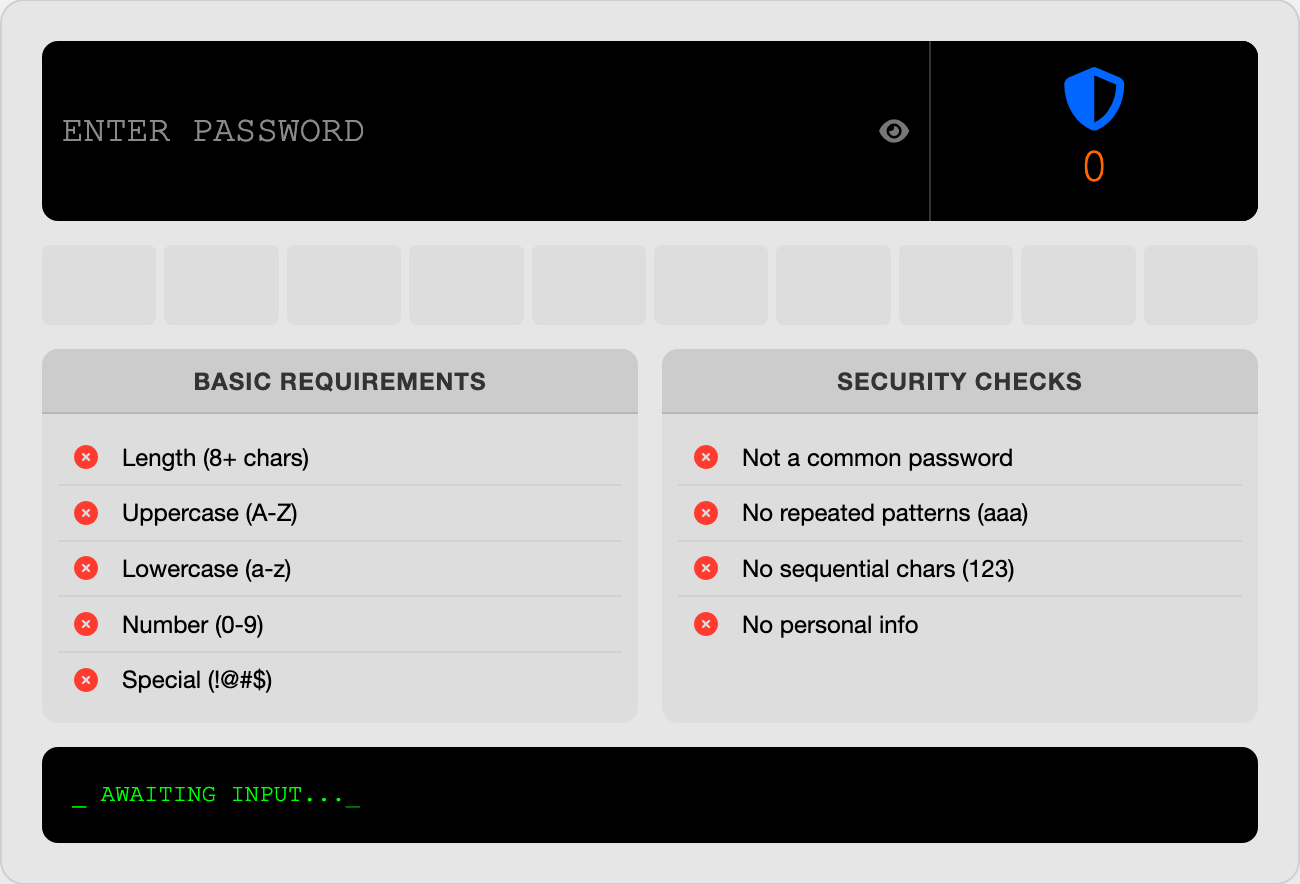 ENTER PASSWORD
0
BASIC REQUIREMENTS
Length (8+ chars)
Uppercase (A-Z)
Lowercase (a-z)
Number (0-9)
Special (!@#$)
SECURITY CHECKS
Not a common password
No repeated patterns (aaa)
No sequential chars (123)
No personal info
_ AWAITING INPUT..._